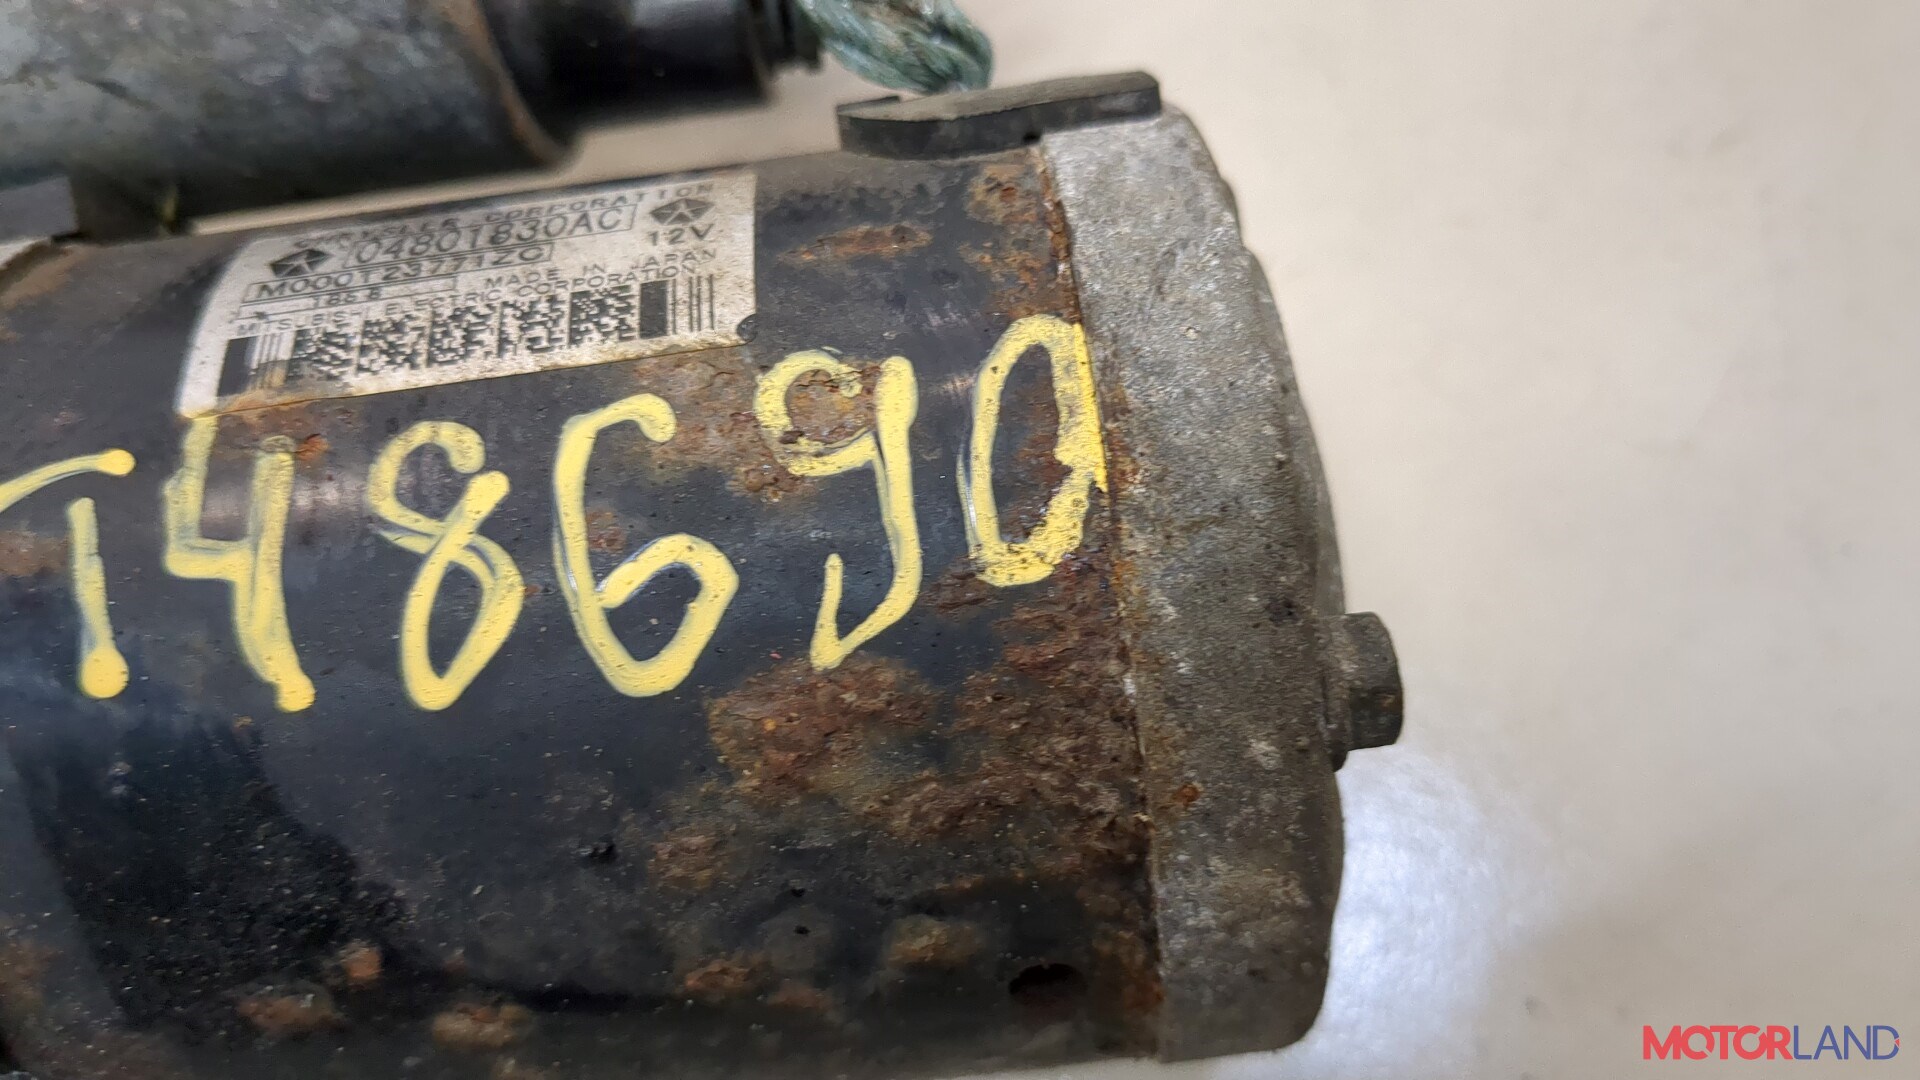 CHRYSLER CORPORATION
04801830AC
12V
M000T23771ZC
MADE IN JAPAN
MITSUBISHI ELECTRIC CORPORATION
T48690
MOTORLAND